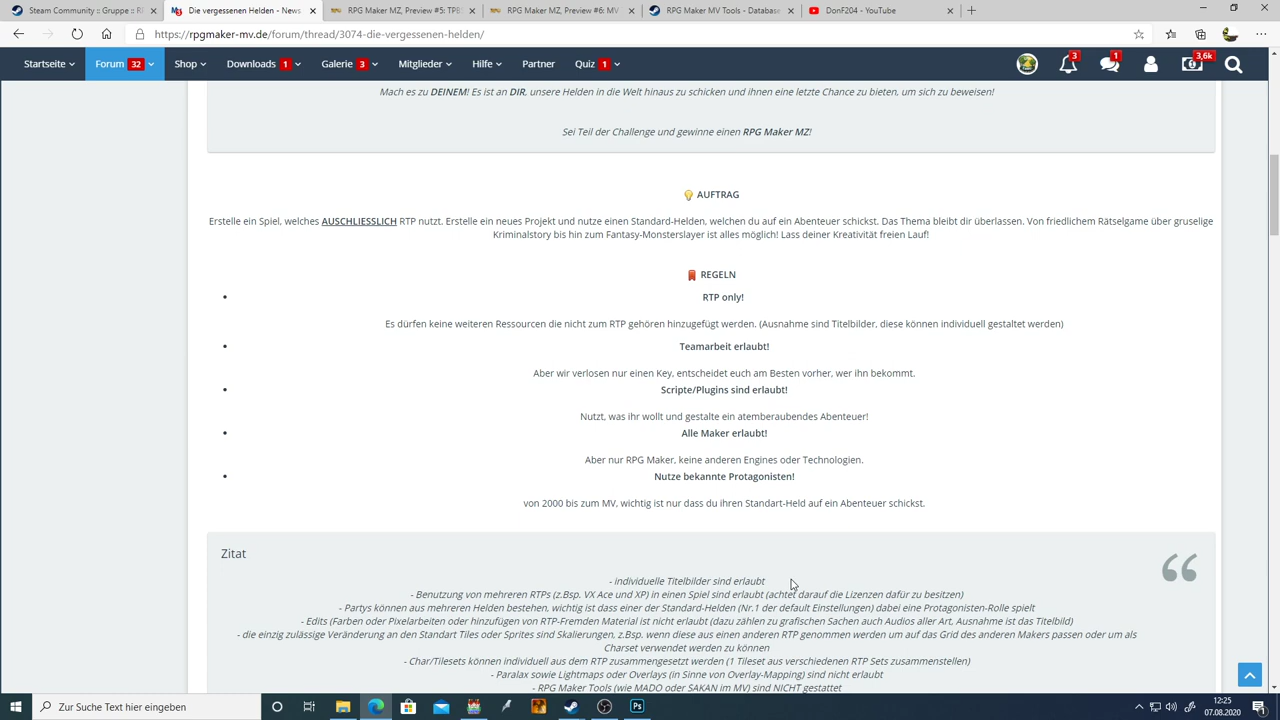 Steam Community :: Gruppe :: RP
Die vergessenen Helden - News,
RPG Maker MZ, Preview #5: TPBS
RPG Maker MZ, Preview #6: MV
RPG Maker MV Tools - Database
DonF204 - YouTube
https://rpgmaker-mv.de/forum/thread/3074-die-vergessenen-helden/
Startseite Forum 32 Shop Downloads 1 Galerie 3 Mitglieder Hilfe Partner Quiz 1 3 1 3,6k
Mach es zu DEINEM! Es ist an DIR, unsere Helden in die Welt hinaus zu schicken und ihnen eine letzte Chance zu bieten, um sich zu beweisen!
Sei Teil der Challenge und gewinne einen RPG Maker MZ!
AUFTRAG
Erstelle ein Spiel, welches AUSCHLIESSLICH RTP nutzt. Erstelle ein neues Projekt und nutze einen Standard-Helden, welchen du auf ein Abenteuer schickst. Das Thema bleibt dir überlassen. Von friedlichem Rätselgame über gruselige
Kriminalstory bis hin zum Fantasy-Monsterslayer ist alles möglich! Lass deiner Kreativität freien Lauf!
REGELN
RTP only!
Es dürfen keine weiteren Ressourcen die nicht zum RTP gehören hinzugefügt werden. (Ausnahme sind Titelbilder, diese können individuell gestaltet werden)
Teamarbeit erlaubt!
Aber wir verlosen nur einen Key, entscheidet euch am Besten vorher, wer ihn bekommt.
Scripte/Plugins sind erlaubt!
Nutzt, was ihr wollt und gestalte ein atemberaubendes Abenteuer!
Alle Maker erlaubt!
Aber nur RPG Maker, keine anderen Engines oder Technologien.
Nutze bekannte Protagonisten!
von 2000 bis zum MV, wichtig ist nur dass du ihren Standart-Held auf ein Abenteuer schickst.
Zitat
- individuelle Titelbilder sind erlaubt
- Benutzung von mehreren RTPs (z.Bsp. VX Ace und XP) in einen Spiel sind erlaubt (achtet darauf die Lizenzen dafür zu besitzen)
- Partys können aus mehreren Helden bestehen, wichtig ist dass einer der Standard-Helden (Nr.1 der default Einstellungen) dabei eine Protagonisten-Rolle spielt
- Edits (Farben oder Pixelarbeiten oder hinzufügen von RTP-Fremden Material ist nicht erlaubt (dazu zählen zu grafischen Sachen auch Audios aller Art, Ausnahme ist das Titelbild)
- die einzig zulässige Veränderung an den Standart Tiles oder Sprites sind Skalierungen, z.Bsp. wenn diese aus einen anderen RTP genommen werden um auf das Grid des anderen Makers passen oder um als
Charset verwendet werden zu können
- Char/Tilesets können individuell aus dem RTP zusammengesetzt werden (1 Tileset aus verschiedenen RTP Sets zusammenstellen)
- Paralax sowie Lightmaps oder Overlays (in Sinne von Overlay-Mapping) sind nicht erlaubt
- RPG Maker Tools (wie MADO oder SAKAN im MV) sind NICHT gestattet
Zur Suche Text hier eingeben
12:25
07.08.2020